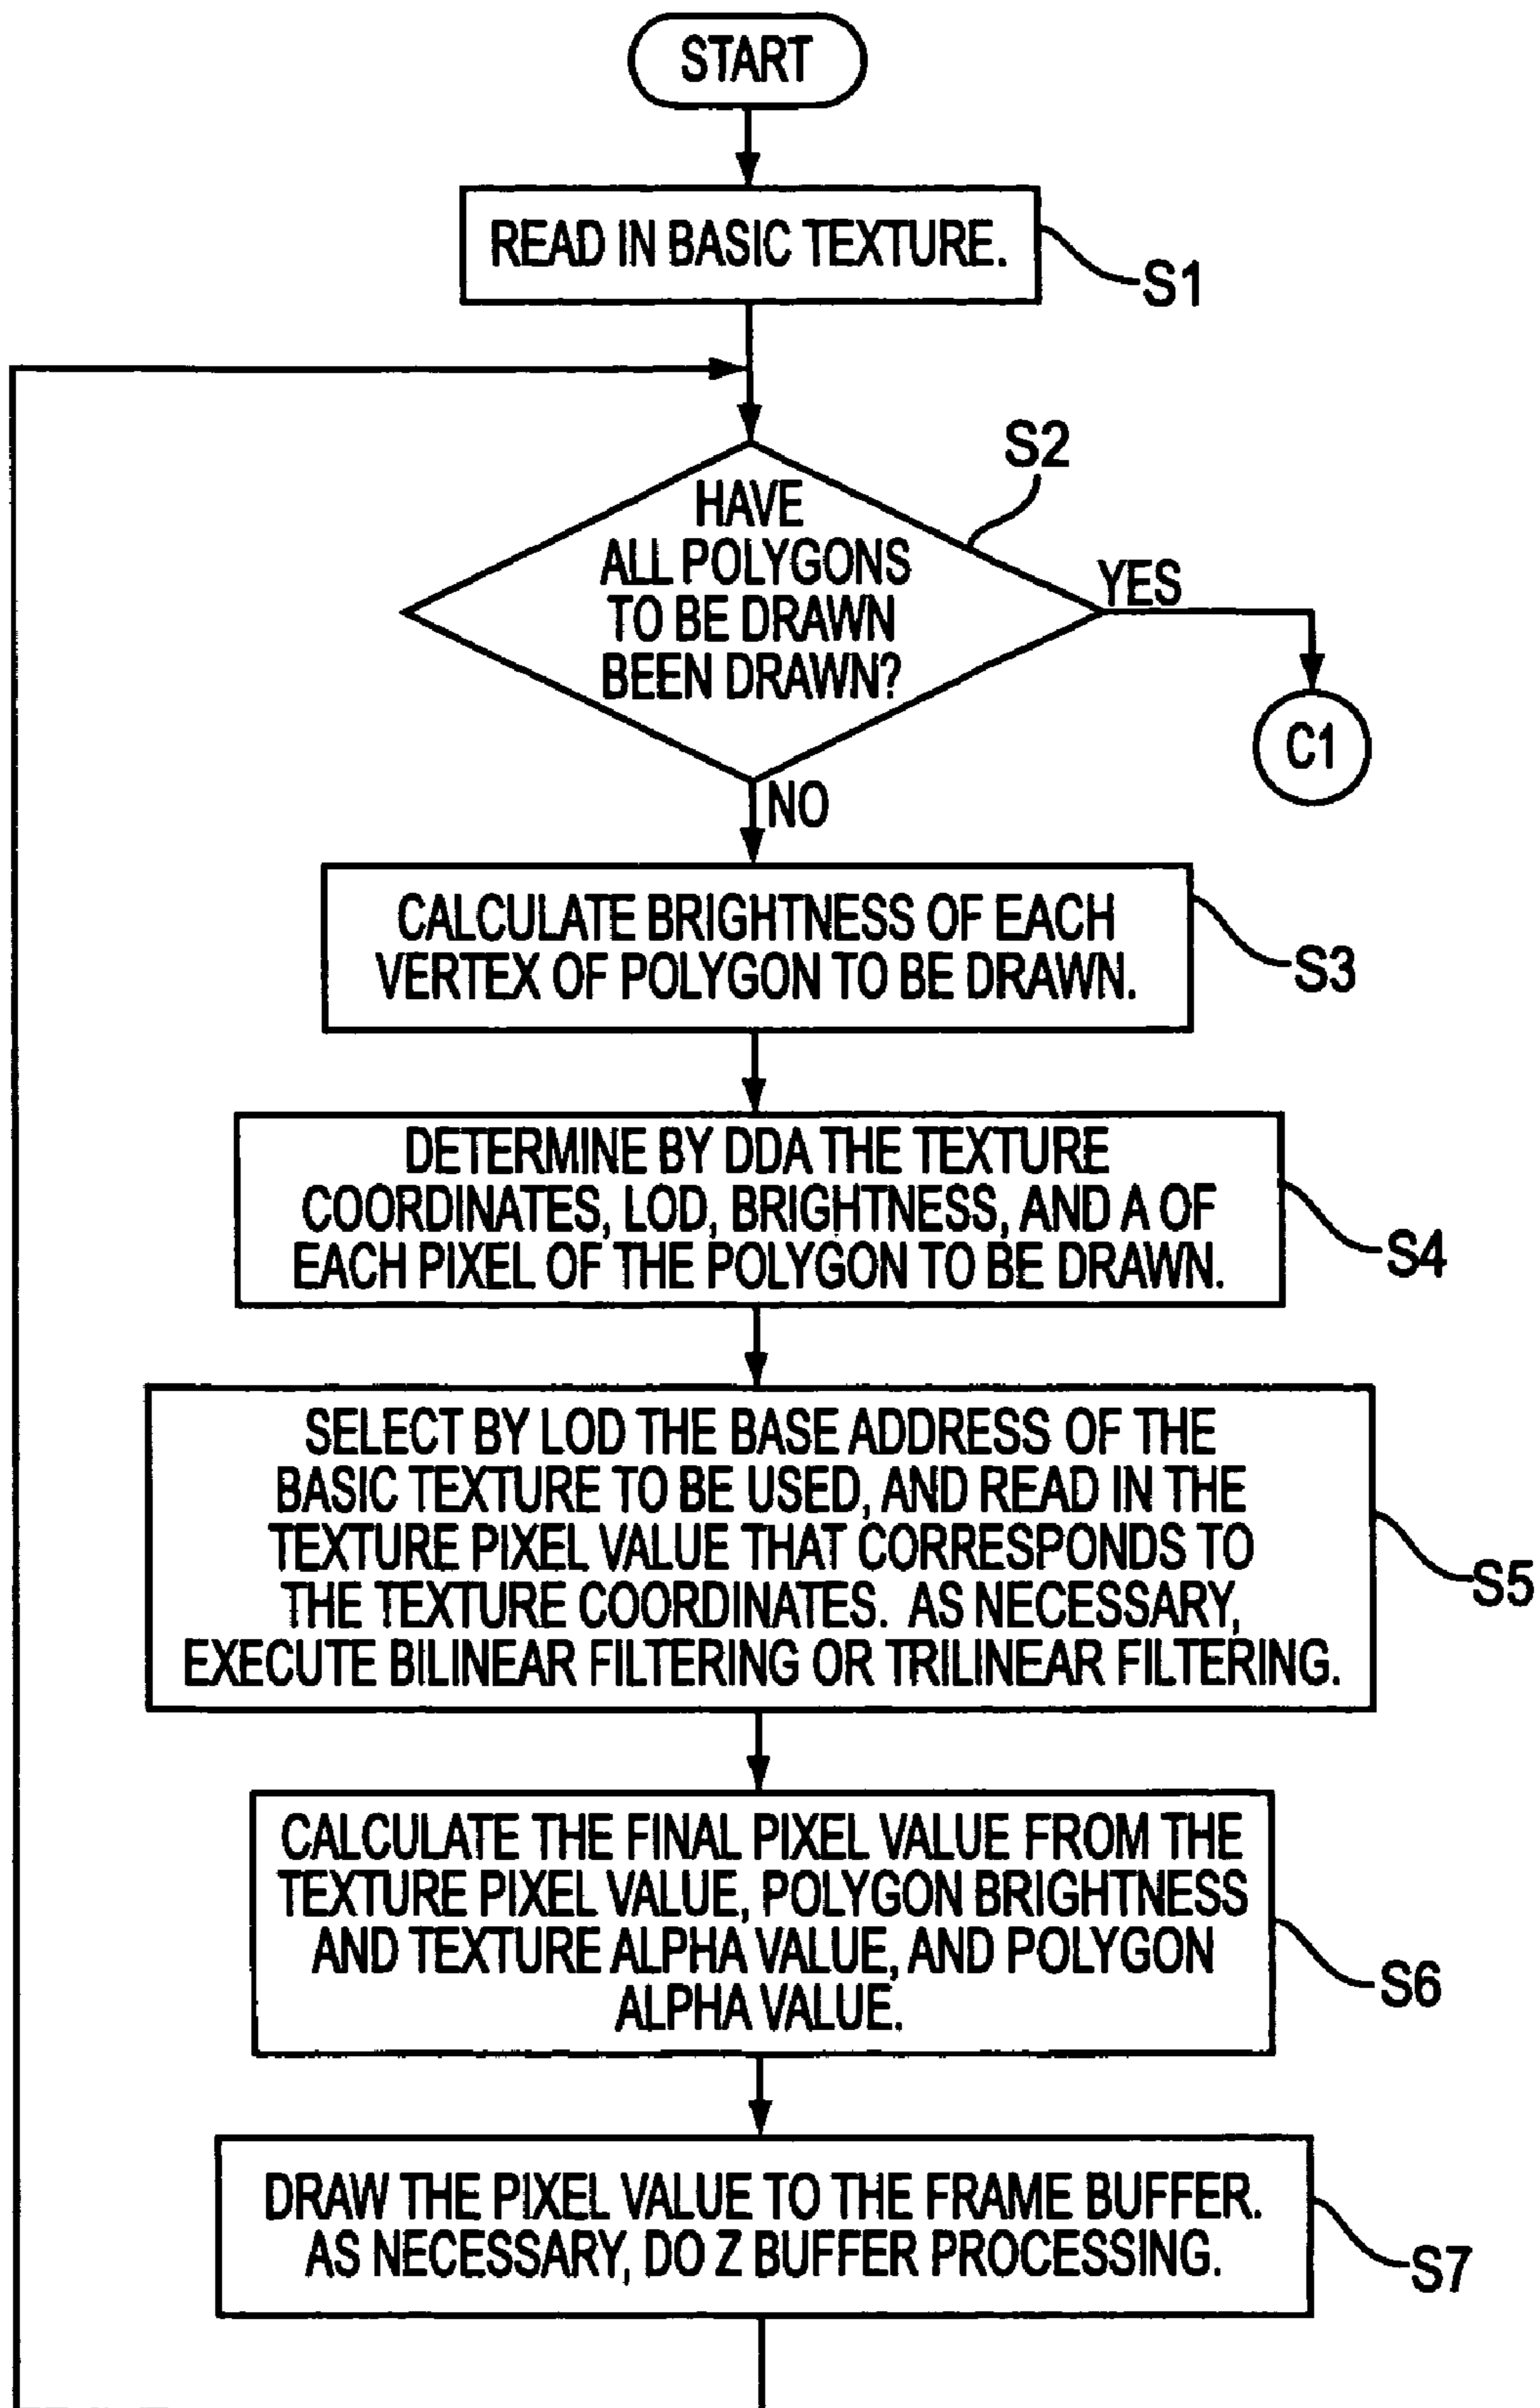 START
READ IN BASIC TEXTURE.
S1
S2
HAVE
ALL POLYGONS
TO BE DRAWN
BEEN DRAWN?
YES
C1
NO
CALCULATE BRIGHTNESS OF EACH
VERTEX OF POLYGON TO BE DRAWN.
S3
DETERMINE BY DDA THE TEXTURE
COORDINATES, LOD, BRIGHTNESS, AND A OF
EACH PIXEL OF THE POLYGON TO BE DRAWN.
S4
SELECT BY LOD THE BASE ADDRESS OF THE
BASIC TEXTURE TO BE USED, AND READ IN THE
TEXTURE PIXEL VALUE THAT CORRESPONDS TO
THE TEXTURE COORDINATES. AS NECESSARY,
EXECUTE BILINEAR FILTERING OR TRILINEAR FILTERING.
S5
CALCULATE THE FINAL PIXEL VALUE FROM THE
TEXTURE PIXEL VALUE, POLYGON BRIGHTNESS
AND TEXTURE ALPHA VALUE, AND POLYGON
ALPHA VALUE.
S6
DRAW THE PIXEL VALUE TO THE FRAME BUFFER.
AS NECESSARY, DO Z BUFFER PROCESSING.
S7